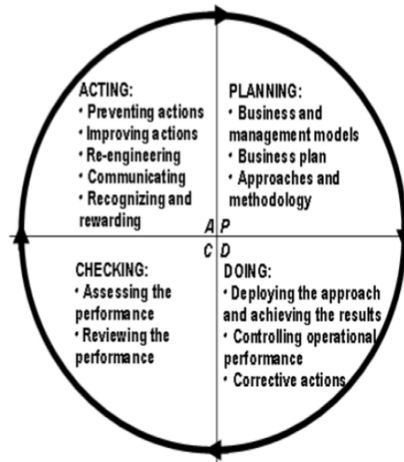 ACTING:
• Preventing actions
• Improving actions
• Re-engineering
• Communicating
• Recognizing and
rewarding
A
PLANNING:
• Business and
management models
• Business plan
• Approaches and
methodology
P
CHECKING:
• Assessing the
performance
• Reviewing the
performance
C
D
DOING:
• Deploying the approach
and achieving the results
• Controlling operational
performance
• Corrective actions